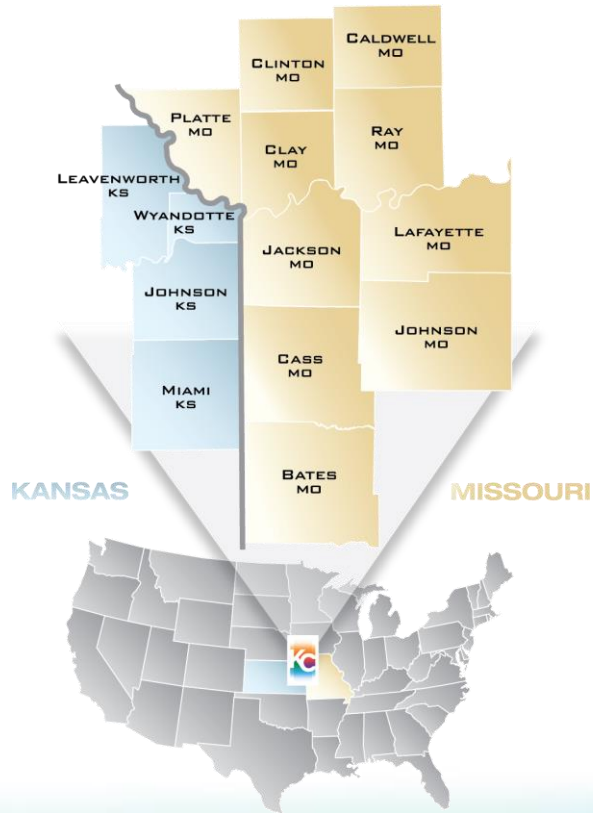 CALDWELL
MO
CLINTON
MO
PLATTE
MO
CLAY
MO
RAY
MO
LEAVENWORTH
KS
WYANDOTTE
KS
LAFAYETTE
MO
JACKSON
MO
JOHNSON
KS
JOHNSON
MO
CASS
MO
MIAMI
KS
BATES
MO
KANSAS
MISSOURI
KC